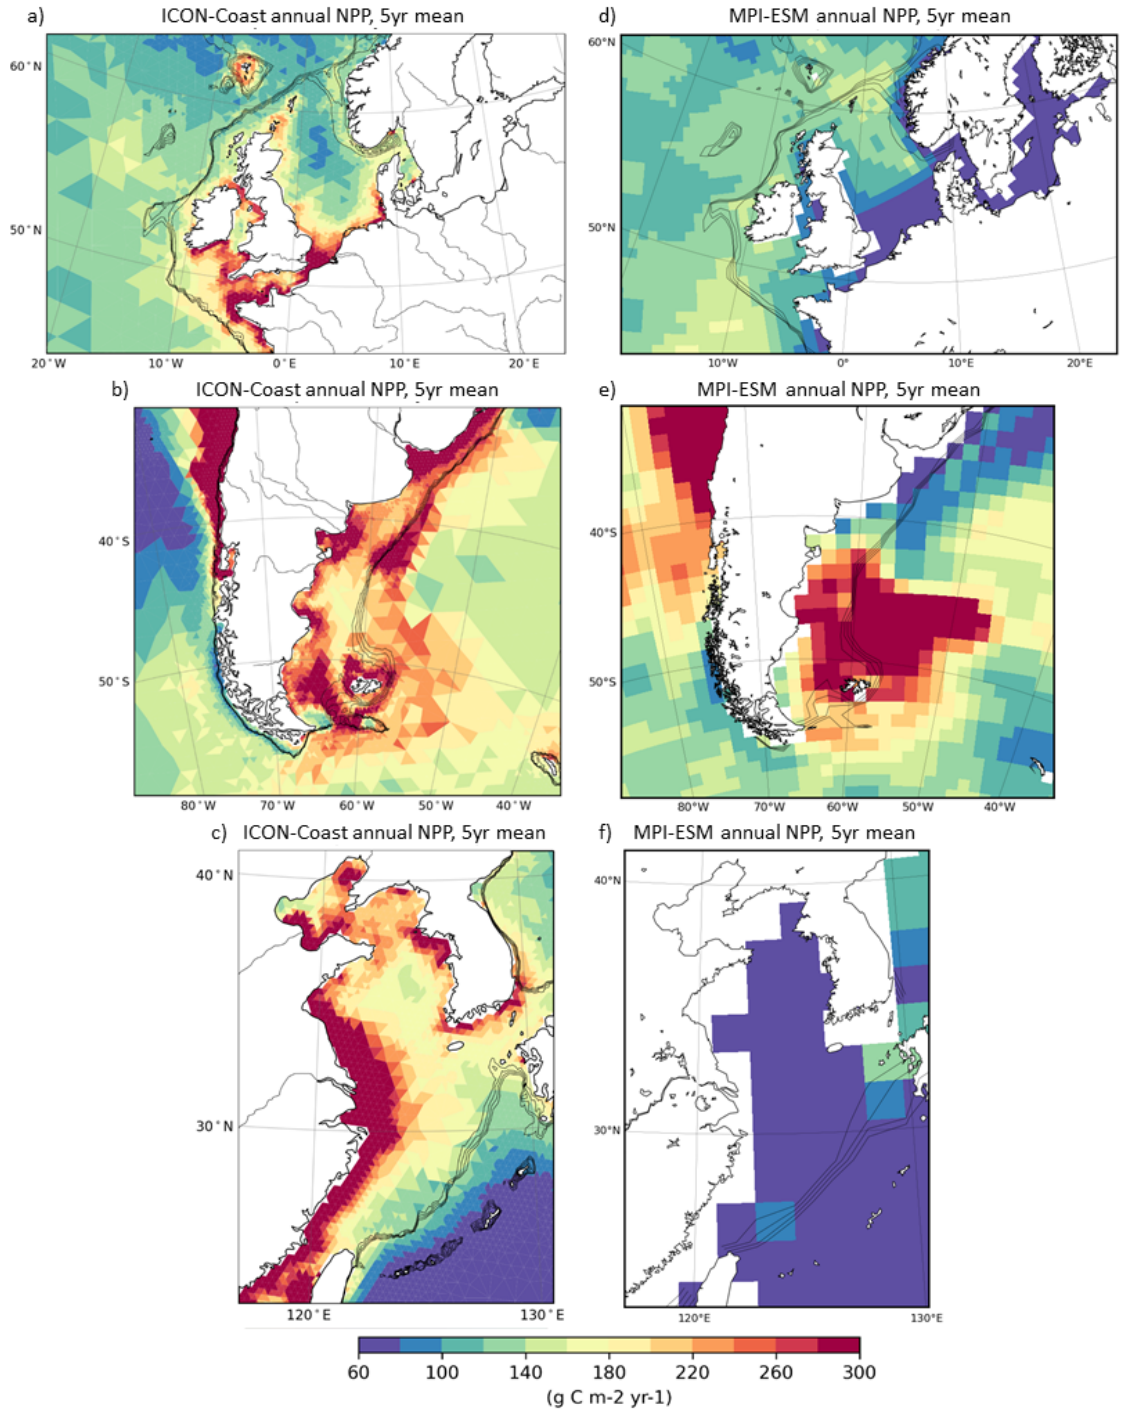 a) ICON-Coast annual NPP, 5yr mean
60°N
50°N
20°W 10°W 0°E 10°E 20°E
d) MPI-ESM annual NPP, 5yr mean
60°N
50°N
10°W 0° 10°E 20°E
b) ICON-Coast annual NPP, 5yr mean
40°S
50°S
80°W 70°W 60°W 50°W 40°W
e) MPI-ESM annual NPP, 5yr mean
40°S
50°S
80°W 70°W 60°W 50°W 40°W
c) ICON-Coast annual NPP, 5yr mean
40°N
30°N
120°E 130°E
f) MPI-ESM annual NPP, 5yr mean
40°N
30°N
120°E 130°E
60 100 140 180 220 260 300
(g C m-2 yr-1)